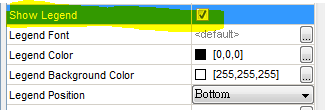 Show Legend
Legend Font <default> ...
Legend Color [0,0,0] ...
Legend Background Color [255,255,255] ...
Legend Position Bottom